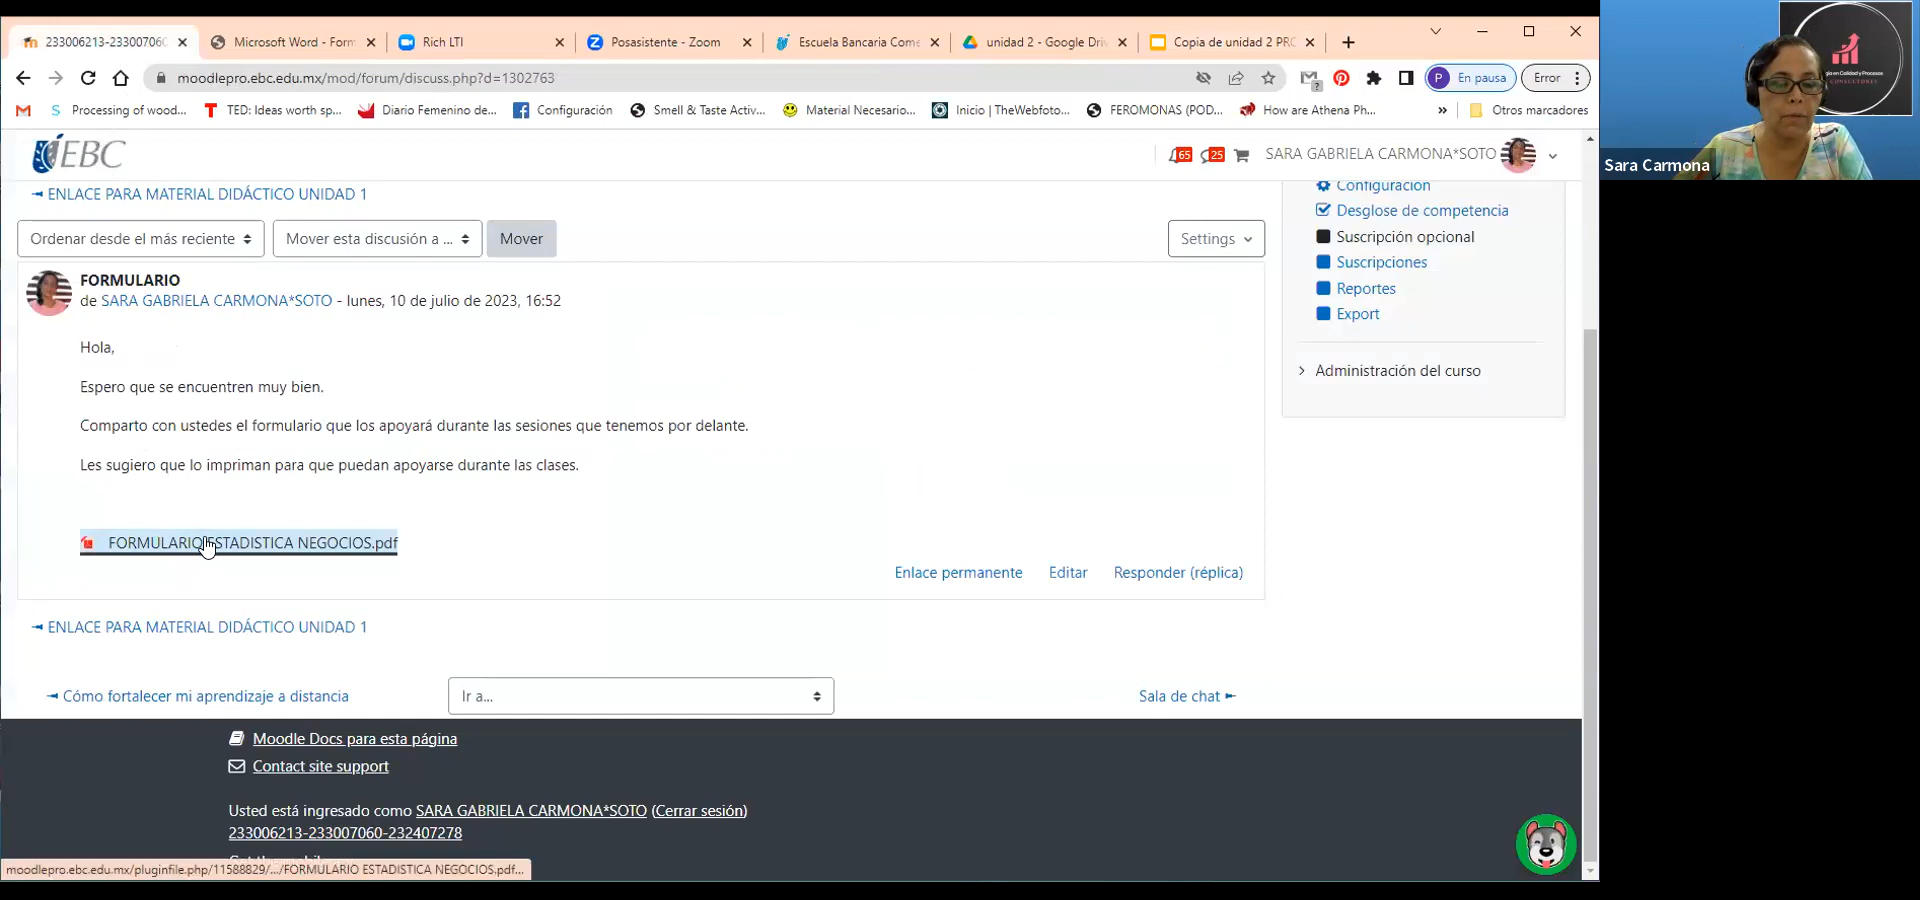 233006213-23300706
Microsoft Word - Form
Rich LTI
Posasistente - Zoom
Escuela Bancaria Come
unidad 2 - Google Driv
Copia de unidad 2 PRO
moodlepro.ebc.edu.mx/mod/forum/discuss.php?d=1302763
P En pausa
Error
Processing of wood...
TED: Ideas worth sp...
Diario Femenino de...
Configuración
Smell & Taste Activ...
Material Necesario...
Inicio | TheWebfoto...
FEROMONAS (POD...
How are Athena Ph...
»
Otros marcadores
EBC
65
25
SARA GABRIELA CARMONA*SOTO
ENLACE PARA MATERIAL DIDÁCTICO UNIDAD 1
Ordenar desde el más reciente
Mover esta discusión a ...
Mover
Settings
FORMULARIO
de SARA GABRIELA CARMONA*SOTO - lunes, 10 de julio de 2023, 16:52
Hola,
Espero que se encuentren muy bien.
Comparto con ustedes el formulario que los apoyará durante las sesiones que tenemos por delante.
Les sugiero que lo impriman para que puedan apoyarse durante las clases.
FORMULARIO ESTADISTICA NEGOCIOS.pdf
Enlace permanente
Editar
Responder (réplica)
ENLACE PARA MATERIAL DIDÁCTICO UNIDAD 1
Cómo fortalecer mi aprendizaje a distancia
Ir a...
Sala de chat
Configuración
Desglose de competencia
Suscripción opcional
Suscripciones
Reportes
Export
Administración del curso
Moodle Docs para esta página
Contact site support
Usted está ingresado como SARA GABRIELA CARMONA*SOTO (Cerrar sesión)
233006213-233007060-232407278
moodlepro.ebc.edu.mx/pluginfile.php/11588829/.../FORMULARIO ESTADISTICA NEGOCIOS.pdf...
Sara Carmona
CONSULTORES